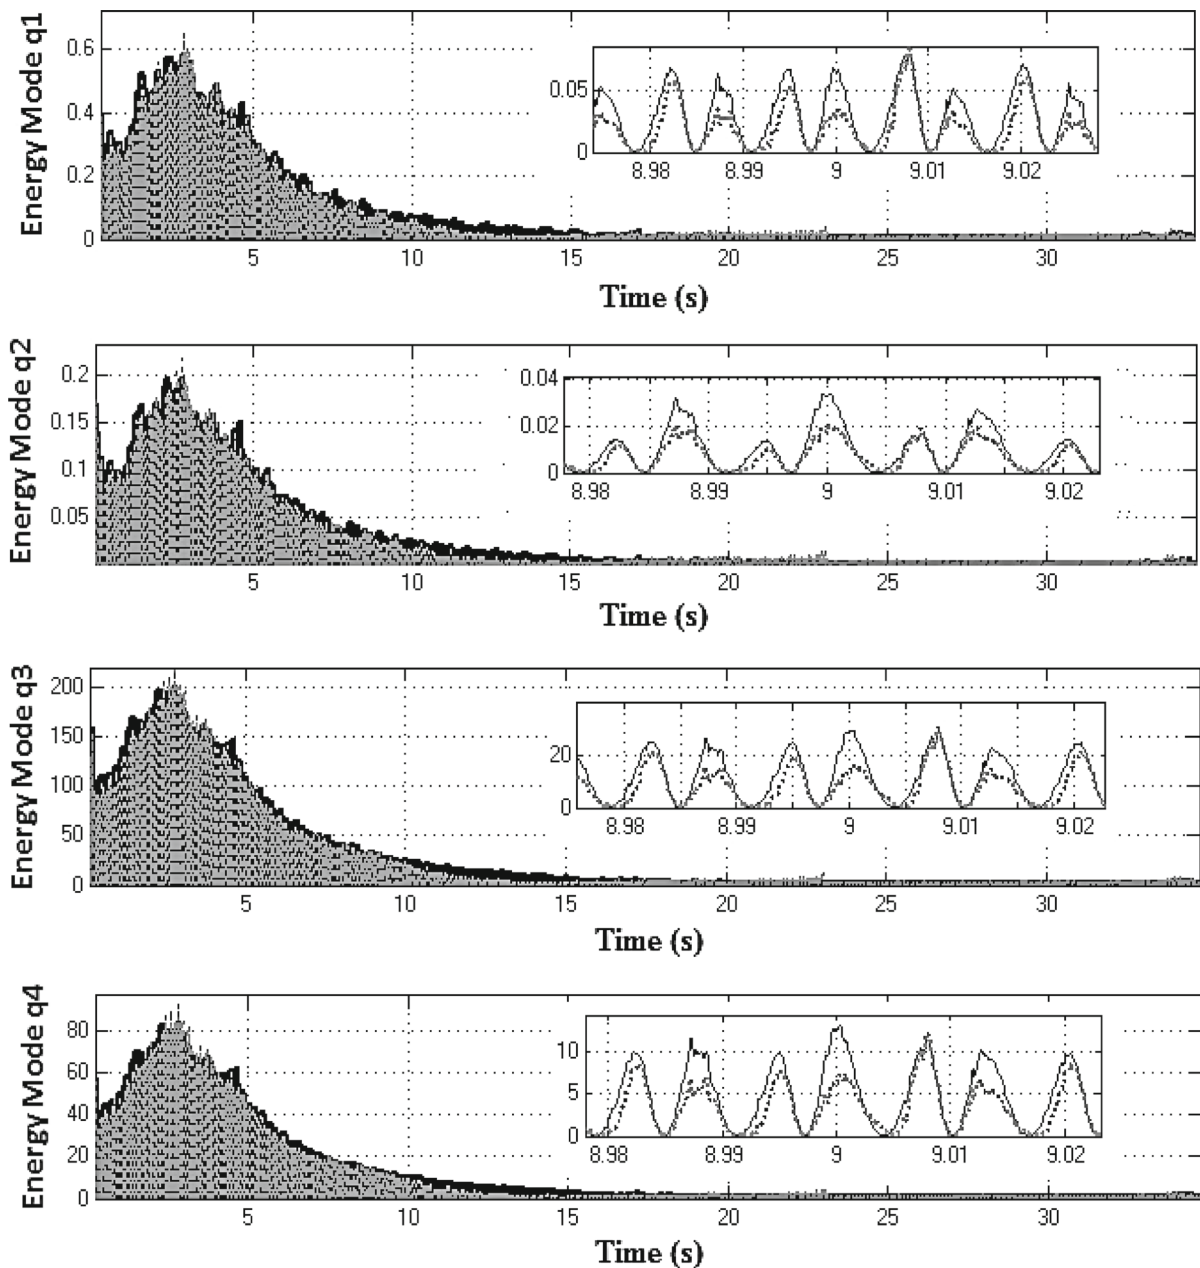 Energy Mode q1
0.6
0.4
0.2
0
0.05
0
8.98 8.99 9 9.01 9.02
5 10 15 20 25 30
Time (s)
Energy Mode q2
0.2
0.15
0.1
0.05
0.04
0.02
0
8.98 8.99 9 9.01 9.02
5 10 15 20 25 30
Time (s)
Energy Mode q3
200
150
100
50
0
20
0
8.98 8.99 9 9.01 9.02
5 10 15 20 25 30
Time (s)
Energy Mode q4
80
60
40
20
0
10
5
0
8.98 8.99 9 9.01 9.02
5 10 15 20 25 30
Time (s)